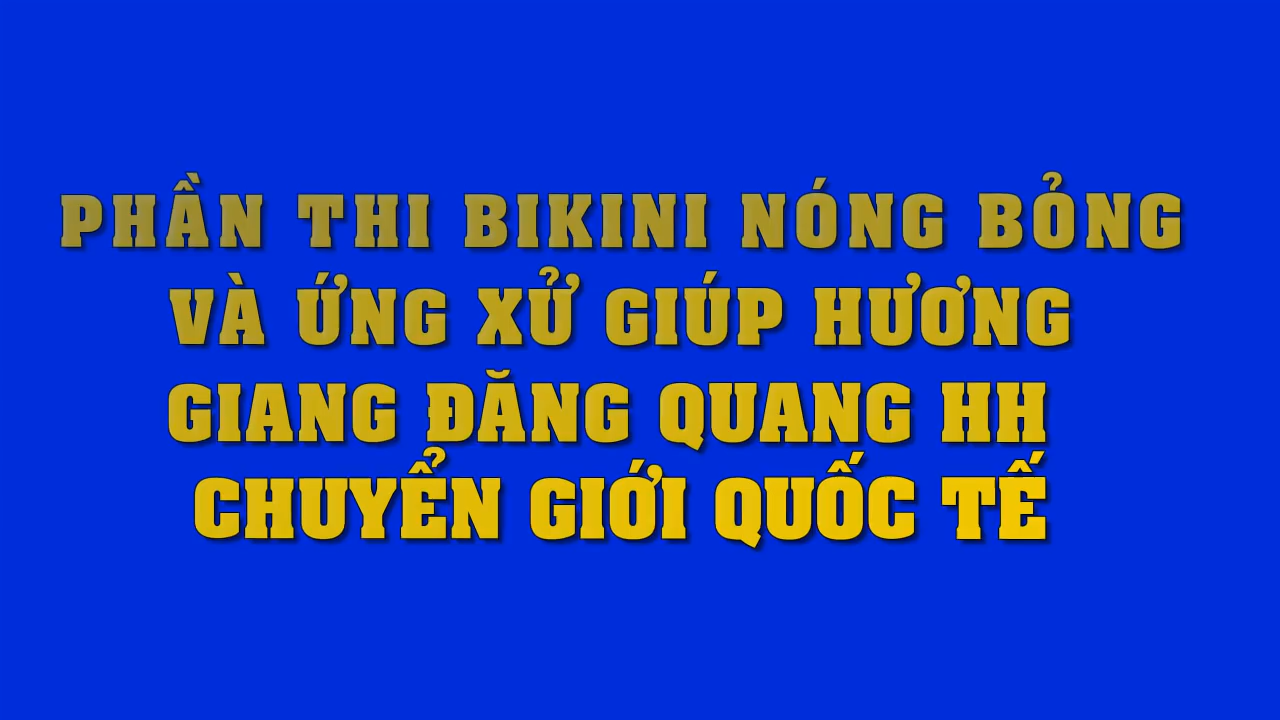 PHẦN THI BIKINI NÓNG BỎNG
VÀ ỨNG XỬ GIÚP HƯƠNG
GIANG ĐĂNG QUANG HH
CHUYỂN GIỚI QUỐC TẾ